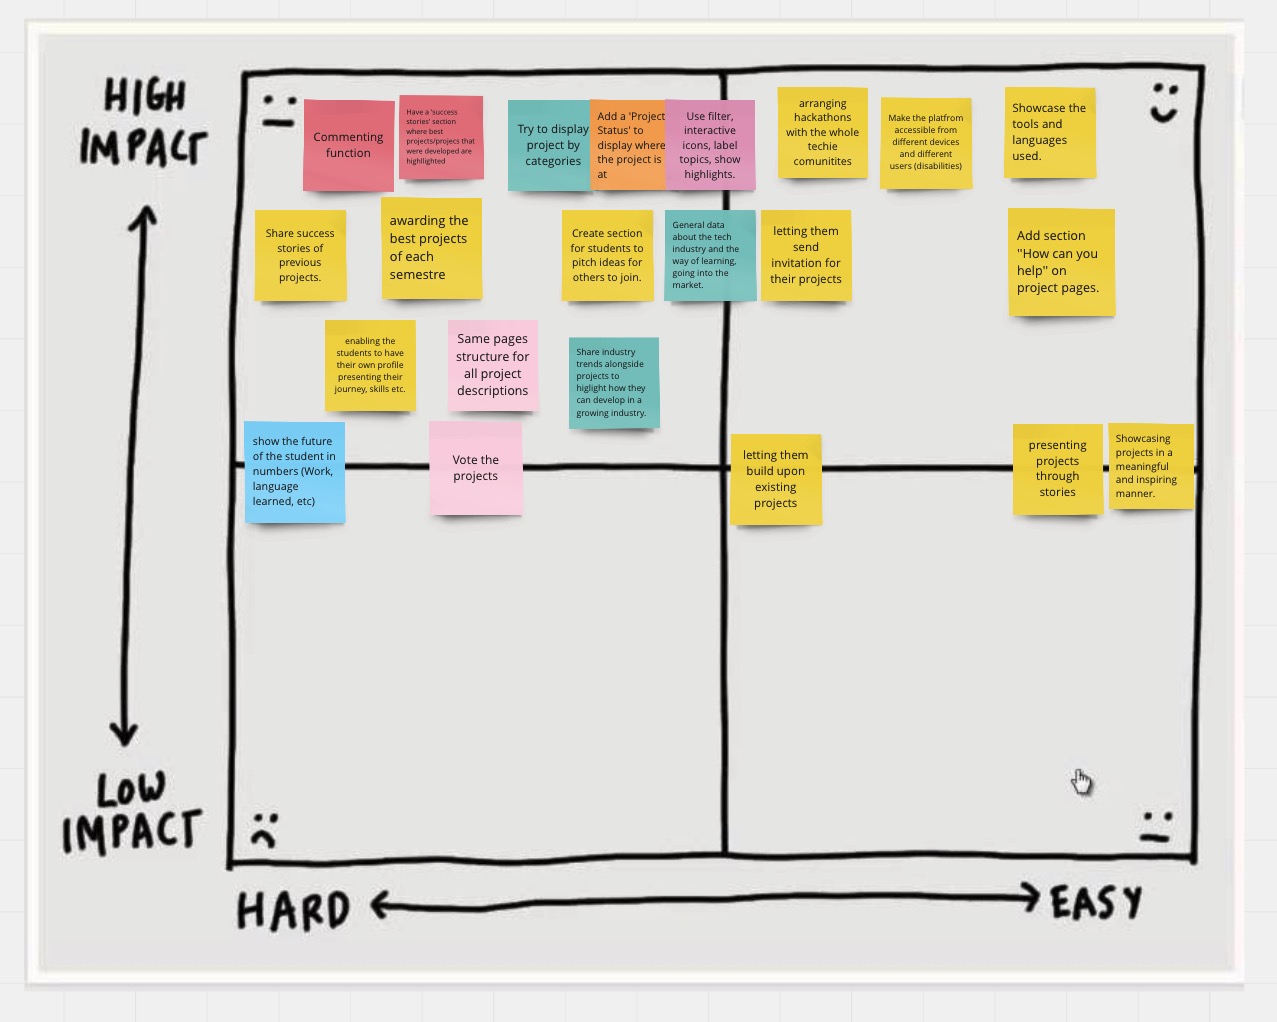 HIGH
IMPACT
Commenting
function
Have a 'success
stories' section
where best
projects/projecs that
were developed are
highllighted
Try to display
project by
categories
Add a 'Project
Status' to
display where
the project is
at
Use filter,
interactive
icons, label
topics, show
highlights.
arranging
hackathons
with the whole
techie
comunitites
Make the platfrom
accessible from
different devices
and different
users (disabilities)
Showcase the
tools and
languages
used.
Share success
stories of
previous
projects.
awarding the
best projects
of each
semestre
Create section
for students to
pitch ideas for
others to join.
General data
about the tech
industry and the
way of learning,
going into the
market.
letting them
send
invitation for
their projects
Add section
"How can you
help" on
project pages.
enabling the
students to have
their own profile
presenting their
journey, skills etc.
Same pages
structure for
all project
descriptions
Share industry
trends alongside
projects to
higlight how they
can develop in a
growing industry.
show the future
of the student in
numbers (Work,
language
learned, etc)
Vote the
projects
letting them
build upon
existing
projects
presenting
projects
through
stories
Showcasing
projects in a
meaningful
and inspiring
manner.
LOW
IMPACT
HARD
EASY